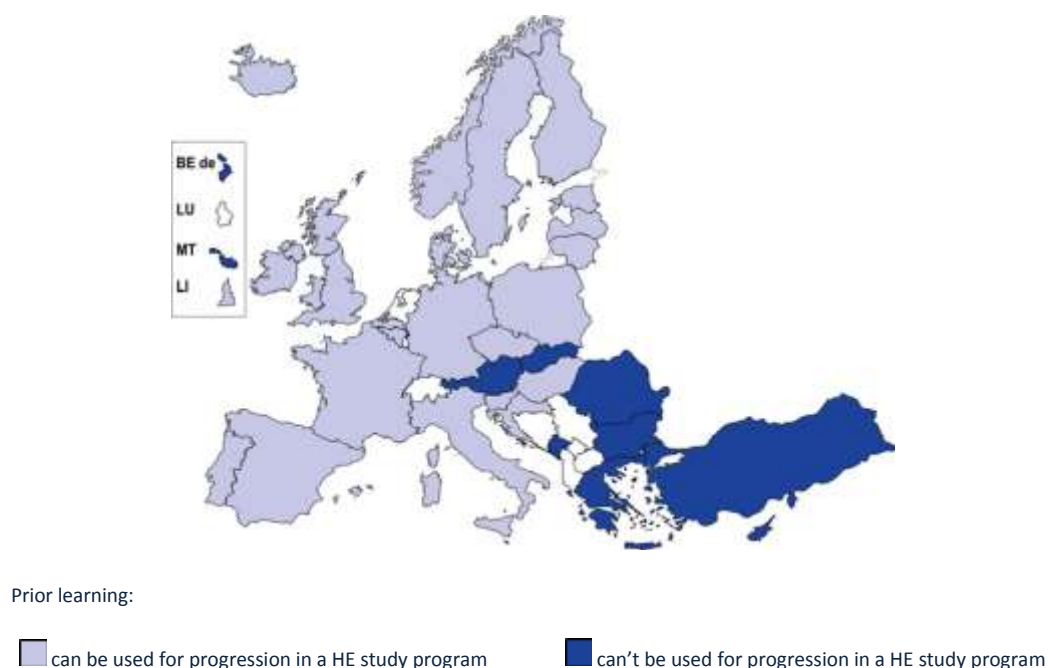 BE de
LU
MT
LI
Prior learning:
can be used for progression in a HE study program
can't be used for progression in a HE study program